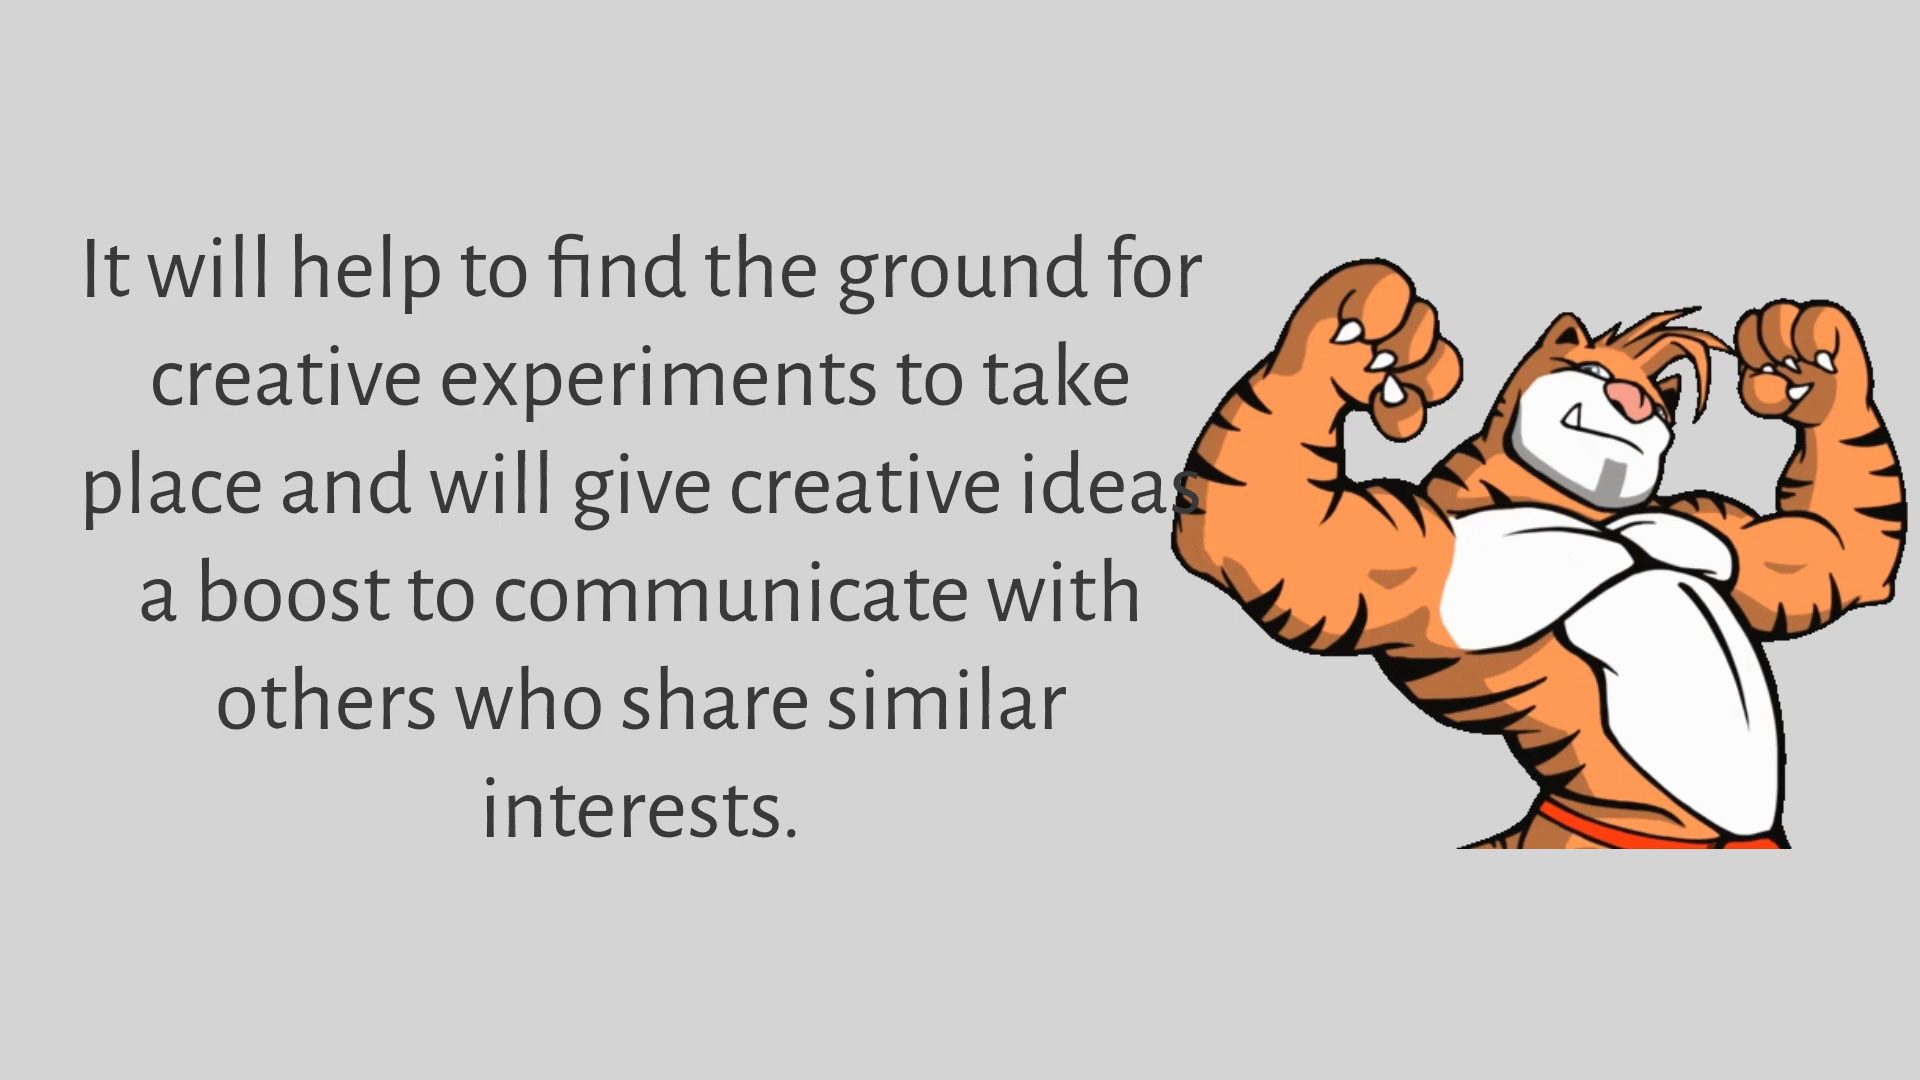 It will help to find the ground for
creative experiments to take
place and will give creative ideas
a boost to communicate with
others who share similar
interests.